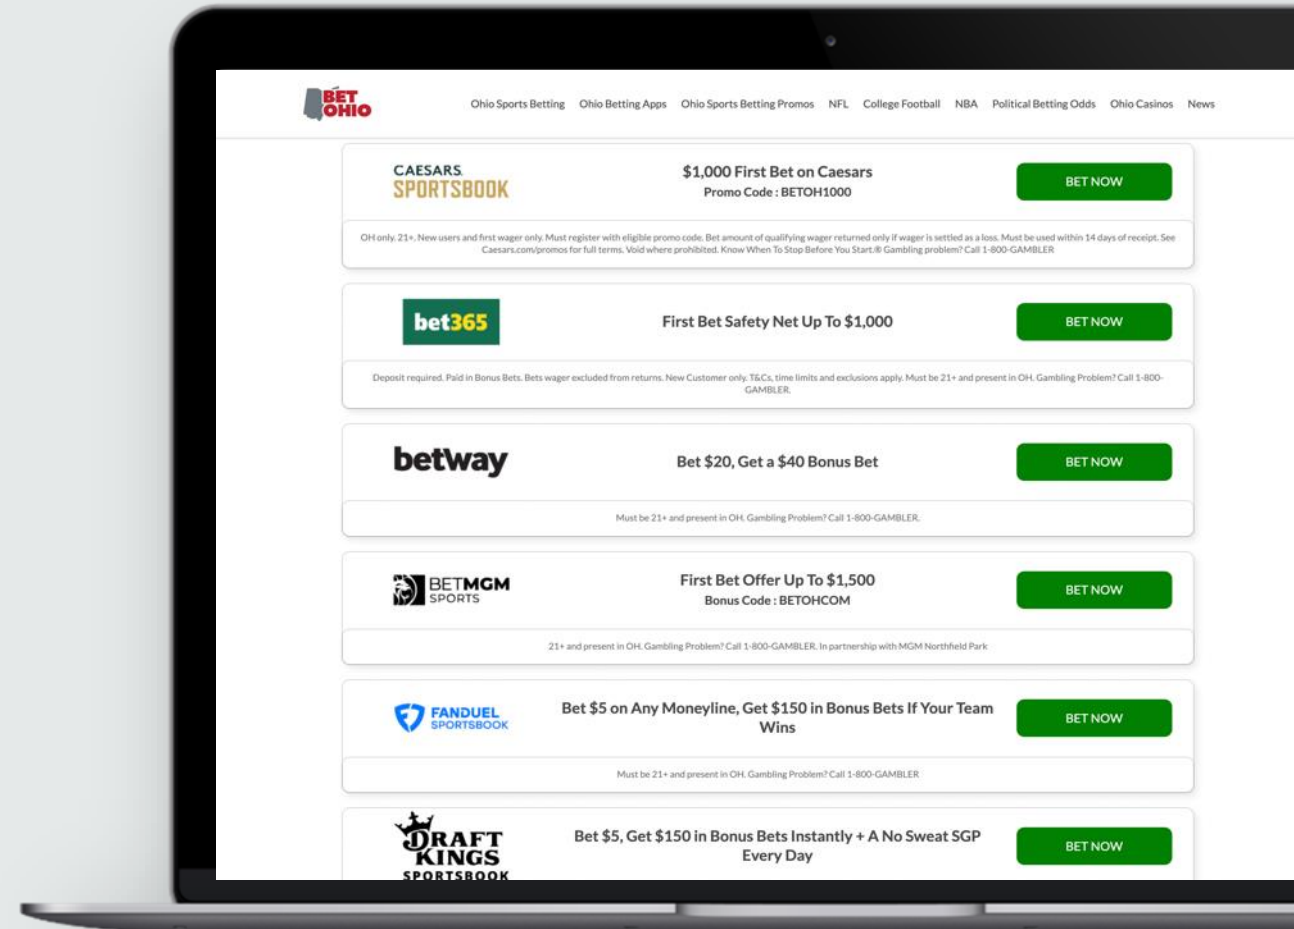 BET
OHIO
Ohio Sports Betting Ohio Betting Apps Ohio Sports Betting Promos NFL College Football NBA Political Betting Odds Ohio Casinos News
CAESARS
SPORTSBOOK
$1,000 First Bet on Caesars
Promo Code : BETOH1000
BET NOW
OH only. 21+. New users and first wager only. Must register with eligible promo code. Bet amount of qualifying wager returned only if wager is settled as a loss. Must be used within 14 days of receipt. See
Caesars.com/promos for full terms. Void where prohibited. Know When To Stop Before You Start.® Gambling problem? Call 1-800-GAMBLER
bet365
First Bet Safety Net Up To $1,000
BET NOW
Deposit required. Paid in Bonus Bets. Bets wager excluded from returns. New Customer only. T&Cs, time limits and exclusions apply. Must be 21+ and present in OH. Gambling Problem? Call 1-800-
GAMBLER.
betway
Bet $20, Get a $40 Bonus Bet
BET NOW
Must be 21+ and present in OH. Gambling Problem? Call 1-800-GAMBLER.
BETMGM
SPORTS
First Bet Offer Up To $1,500
Bonus Code : BETOHCOM
BET NOW
21+ and present in OH. Gambling Problem? Call 1-800-GAMBLER. In partnership with MGM Northfield Park
FANDUEL
SPORTSBOOK
Bet $5 on Any Moneyline, Get $150 in Bonus Bets If Your Team
Wins
BET NOW
Must be 21+ and present in OH. Gambling Problem? Call 1-800-GAMBLER
DRAFT
KINGS
SPORTSBOOK
Bet $5, Get $150 in Bonus Bets Instantly + A No Sweat SGP
Every Day
BET NOW